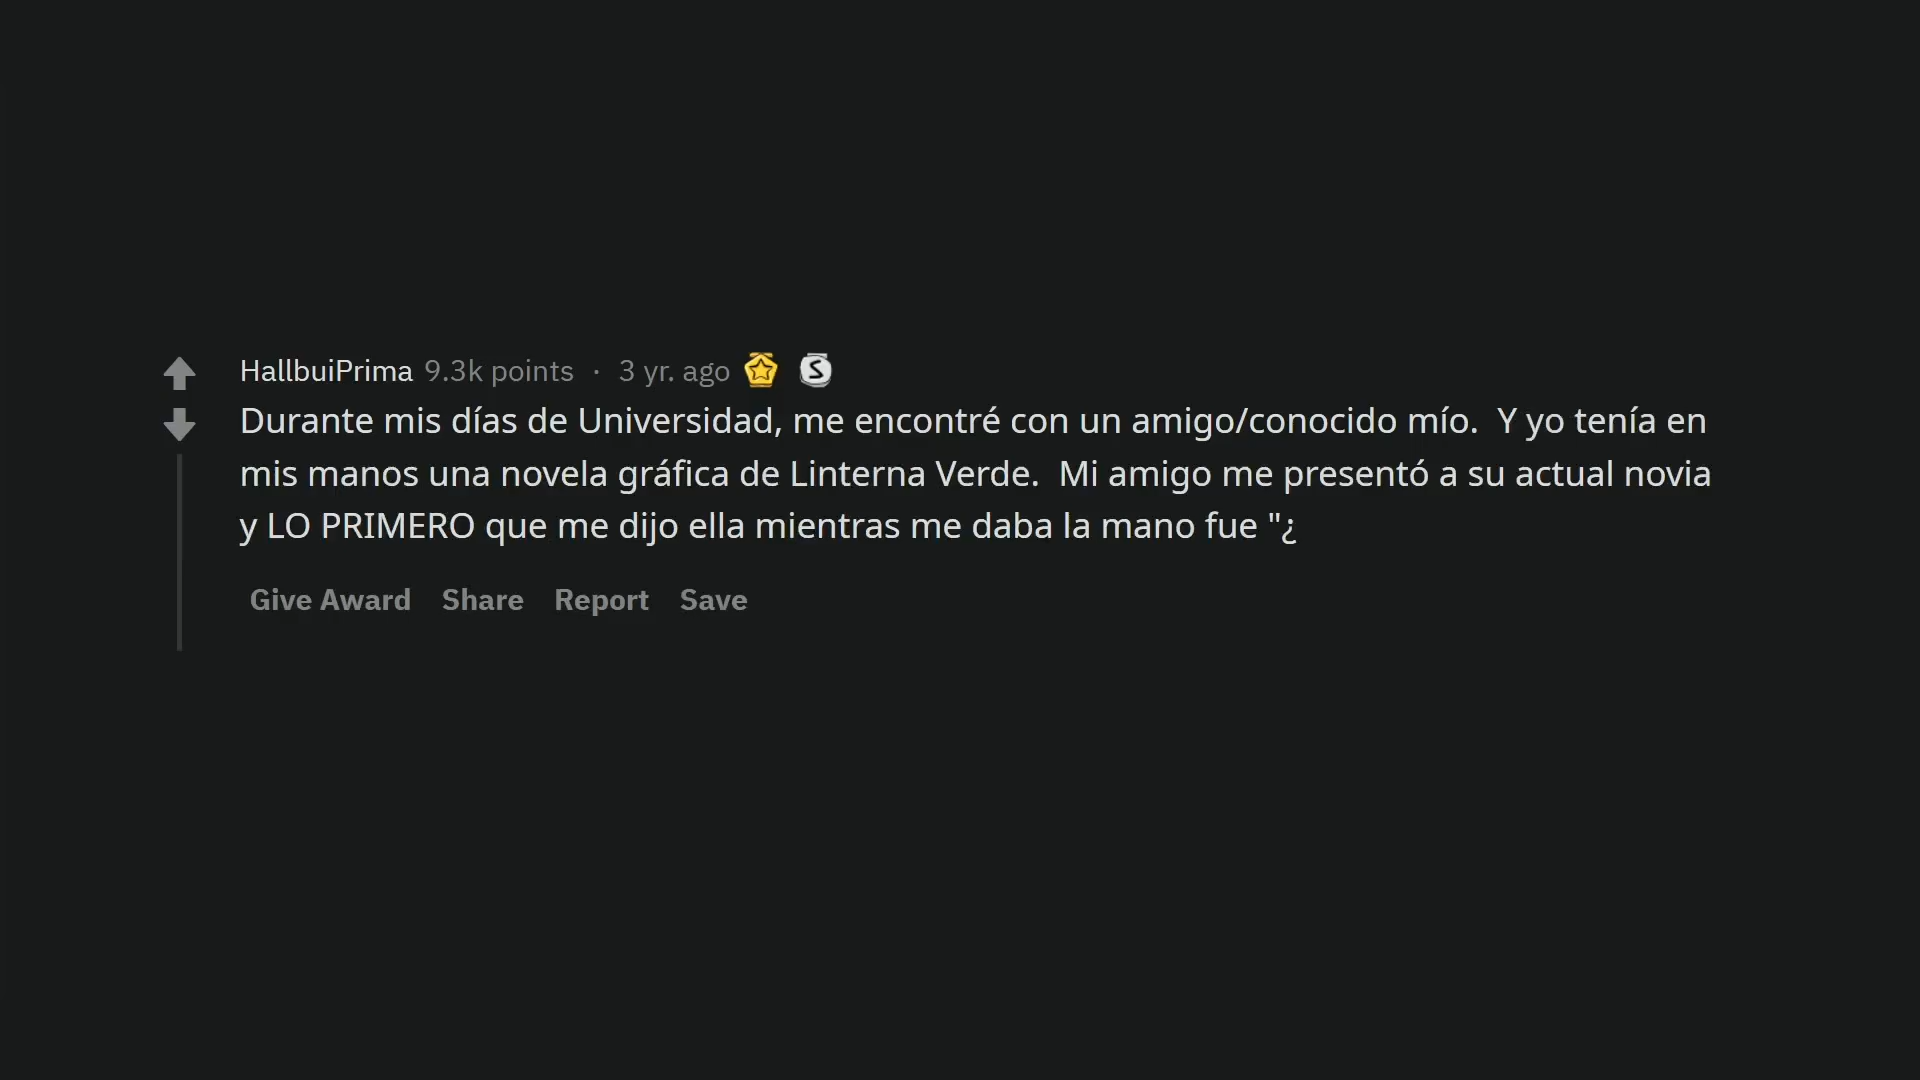 HallbuiPrima 9.3k points · 3 yr. ago
Durante mis días de Universidad, me encontré con un amigo/conocido mío.  Y yo tenía en
mis manos una novela gráfica de Linterna Verde.  Mi amigo me presentó a su actual novia
y LO PRIMERO que me dijo ella mientras me daba la mano fue "¿
Give Award Share Report Save